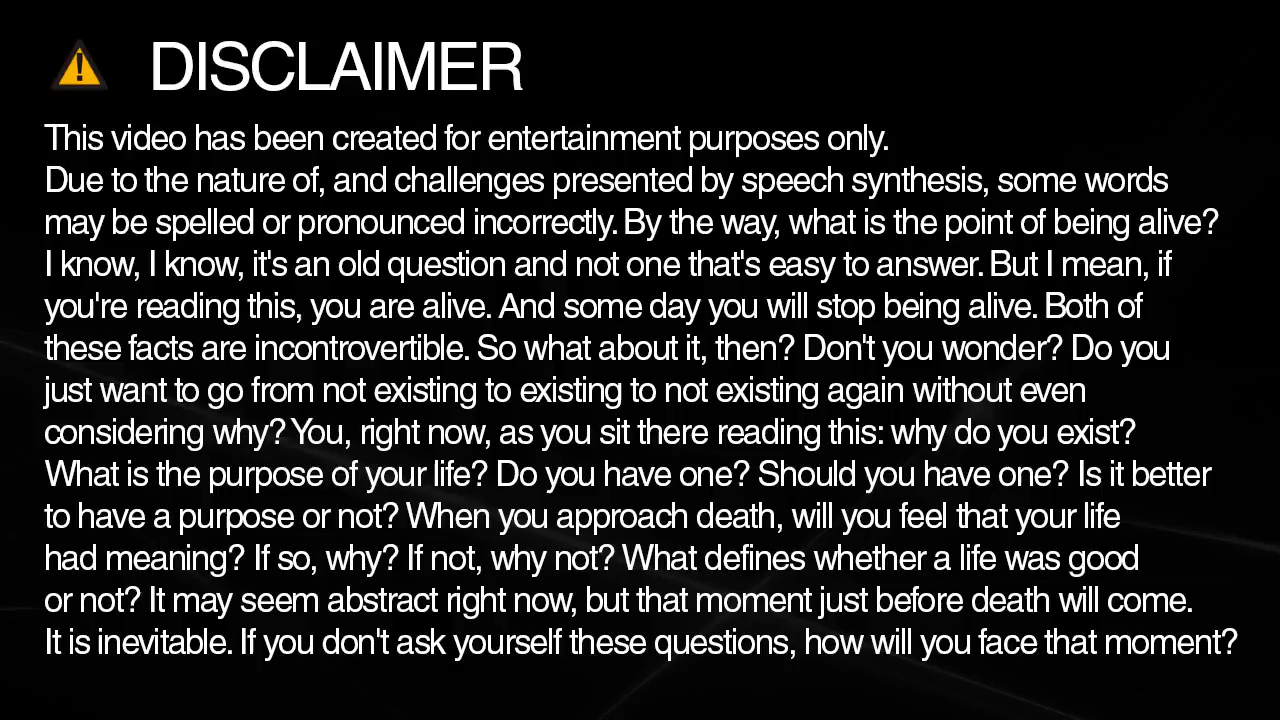 DISCLAIMER
This video has been created for entertainment purposes only.
Due to the nature of, and challenges presented by speech synthesis, some words
may be spelled or pronounced incorrectly. By the way, what is the point of being alive?
I know, I know, it's an old question and not one that's easy to answer. But I mean, if
you're reading this, you are alive. And some day you will stop being alive. Both of
these facts are incontrovertible. So what about it, then? Don't you wonder? Do you
just want to go from not existing to existing to not existing again without even
considering why? You, right now, as you sit there reading this: why do you exist?
What is the purpose of your life? Do you have one? Should you have one? Is it better
to have a purpose or not? When you approach death, will you feel that your life
had meaning? If so, why? If not, why not? What defines whether a life was good
or not? It may seem abstract right now, but that moment just before death will come.
It is inevitable. If you don't ask yourself these questions, how will you face that moment?